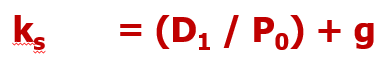 kₛ = (D₁ / P₀) + g